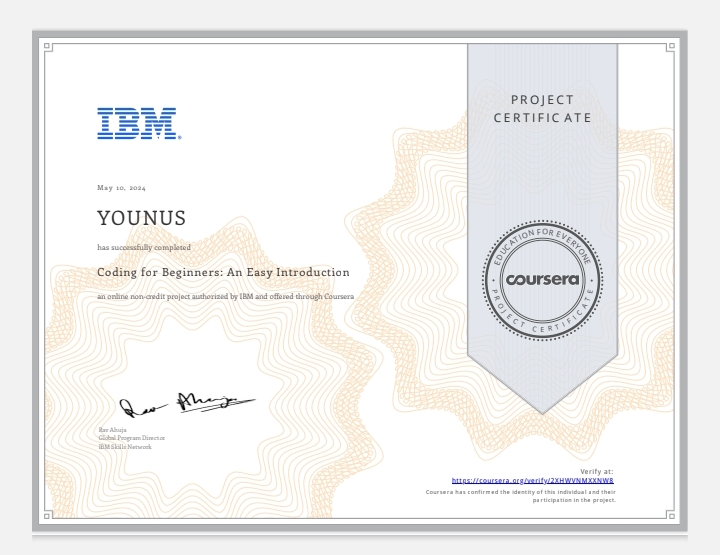 IBM®
PROJECT
CERTIFICATE
May 10, 2024
YOUNUS
has successfully completed
Coding for Beginners: An Easy Introduction
an online non-credit project authorized by IBM and offered through Coursera
EDUCATION FOR EVERYONE
coursera
PROJECT CERTIFICATE
Rav Ahuja
Global Program Director
IBM Skills Network
Verify at:
https://coursera.org/verify/2XHWVNMXXNW8
Coursera has confirmed the identity of this individual and their
participation in the project.